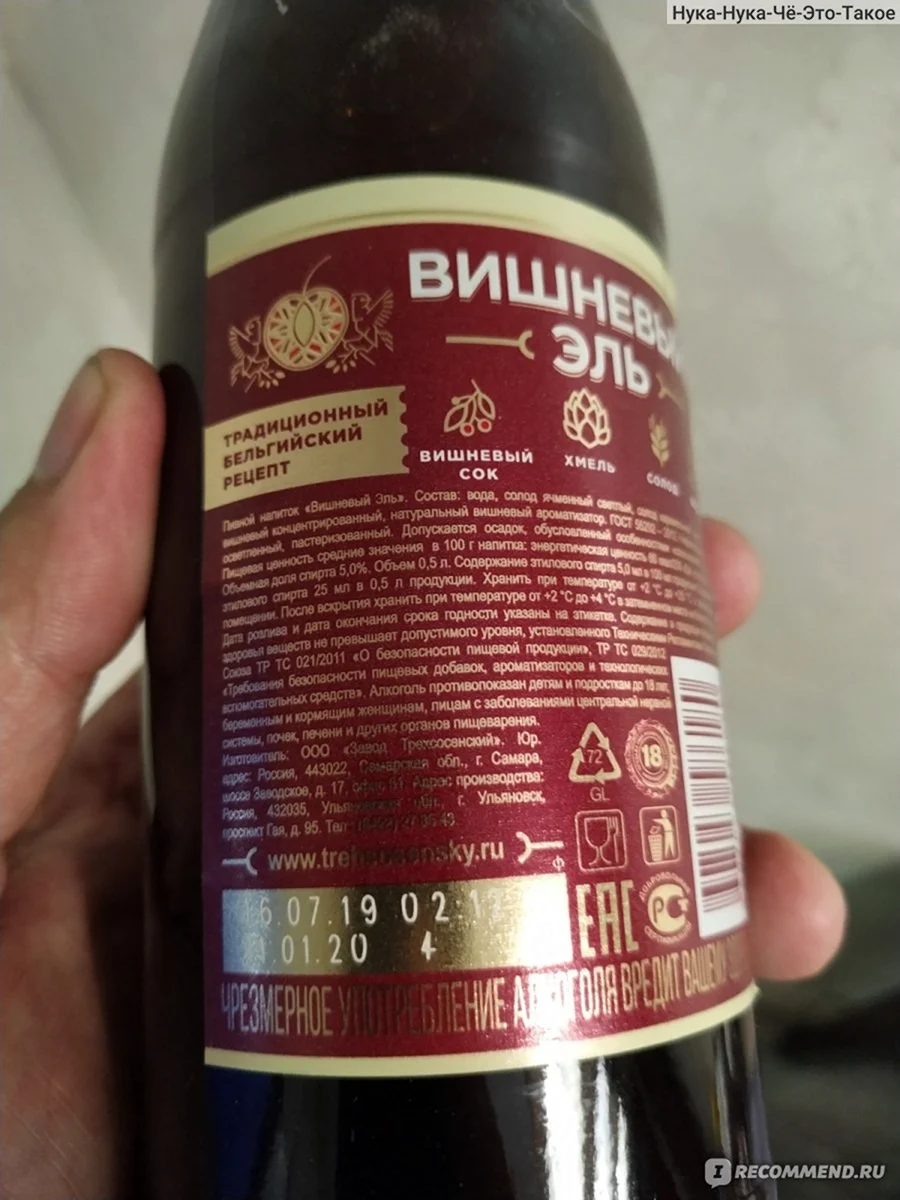 Нука-Нука-Чё-Это-Такое
ВИШНЕВЫЙ
ЭЛЬ
ТРАДИЦИОННЫЙ
БЕЛЬГИЙСКИЙ
РЕЦЕПТ
ВИШНЕВЫЙ
СОК
ХМЕЛЬ
СОЛОД
Пивной напиток «Вишневый Эль». Состав: вода, солод ячменный светлый, солод
вишневый концентрированный, натуральный вишневый ароматизатор. ГОСТ
осветленный, пастеризованный. Допускается осадок, обусловленный особенностями
Пищевая ценность средние значения в 100 г напитка: энергетическая ценность
Объемная доля спирта 5,0%. Объем 0,5 л. Содержание этилового спирта 5,0 мл в 100 мл
этилового спирта 25 мл в 0,5 л продукции. Хранить при температуре от +2 °С до
помещении. После вскрытия хранить при температуре от +2 °С до +4 °С в затемненном
Дата розлива и дата окончания срока годности указаны на этикетке. Содержание
здоровья веществ не превышает допустимого уровня, установленного Техническими
Союза ТР ТС 021/2011 «О безопасности пищевой продукции», ТР ТС 029/2012
«Требования безопасности пищевых добавок, ароматизаторов и технологических
вспомогательных средств». Алкоголь противопоказан детям и подросткам до 18 лет,
беременным и кормящим женщинам, лицам с заболеваниями центральной нервной
системы, почек, печени и других органов пищеварения.
Изготовитель: ООО «Завод Трехсосенский». Юр.
адрес: Россия, 443022, Самарская обл., г. Самара,
шоссе Заводское, д. 17, офис 51. Адрес производства:
Россия, 432035, Ульяновская обл., г. Ульяновск,
проспект Гая, д. 95. Тел.
72
GL
18
www.trehsosensky.ru
16.07.19 02:12
.01.20 4
EAC
ДОБРОВОЛЬНАЯ
СЕРТИФИКАЦИЯ
ЧРЕЗМЕРНОЕ УПОТРЕБЛЕНИЕ АЛКОГОЛЯ ВРЕДИТ ВАШЕМУ
IRECOMMEND.RU